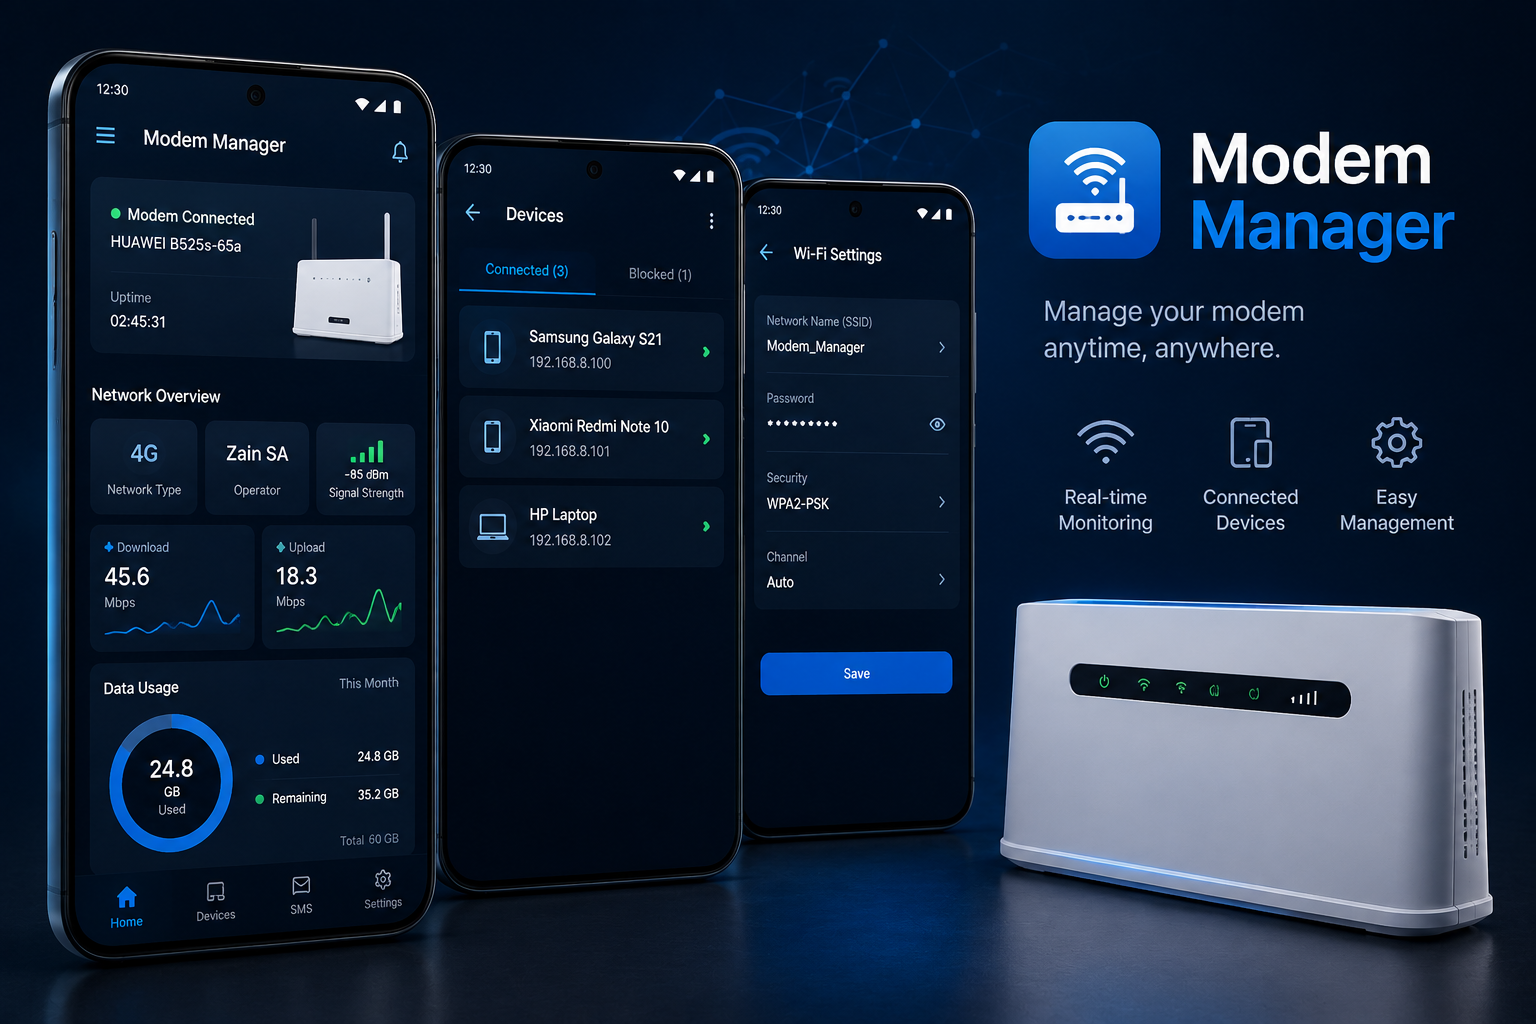 12:30
Modem Manager
Modem Connected
HUAWEI B525s-65a
Uptime
02:45:31
Network Overview
4G
Network Type
Zain SA
Operator
-85 dBm
Signal Strength
Download
45.6
Mbps
Upload
18.3
Mbps
Data Usage
This Month
24.8
GB
Used
Used 24.8 GB
Remaining 35.2 GB
Total 60 GB
Home
Devices
SMS
Settings
12:30
Devices
Connected (3)
Blocked (1)
Samsung Galaxy S21
192.168.8.100
Xiaomi Redmi Note 10
192.168.8.101
HP Laptop
192.168.8.102
12:30
Wi-Fi Settings
Network Name (SSID)
Modem_Manager
Password
Security
WPA2-PSK
Channel
Auto
Save
Modem
Manager
Manage your modem
anytime, anywhere.
Real-time
Monitoring
Connected
Devices
Easy
Management